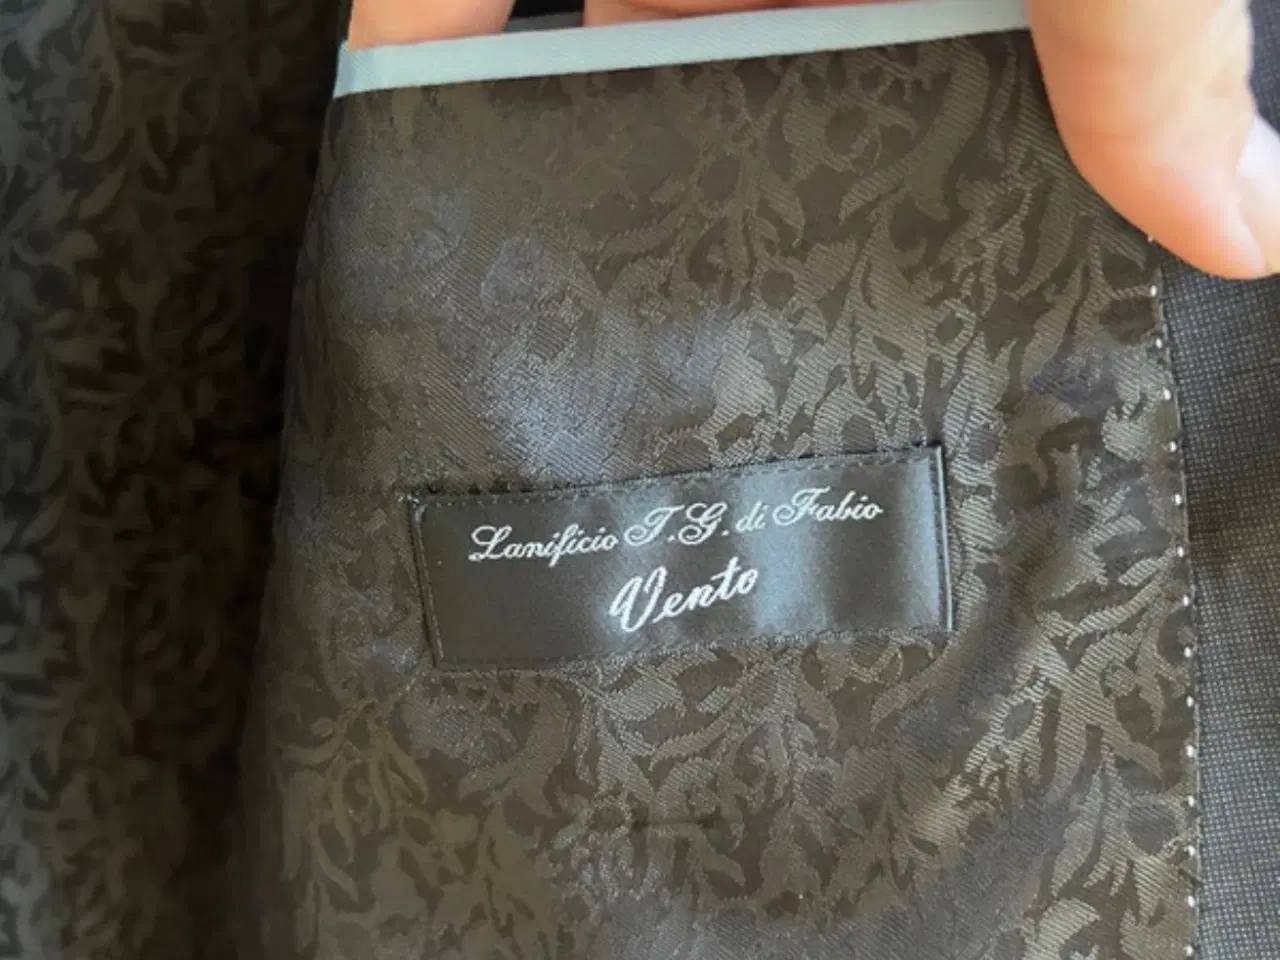 Lanificio T.G. di Fabio
Vento